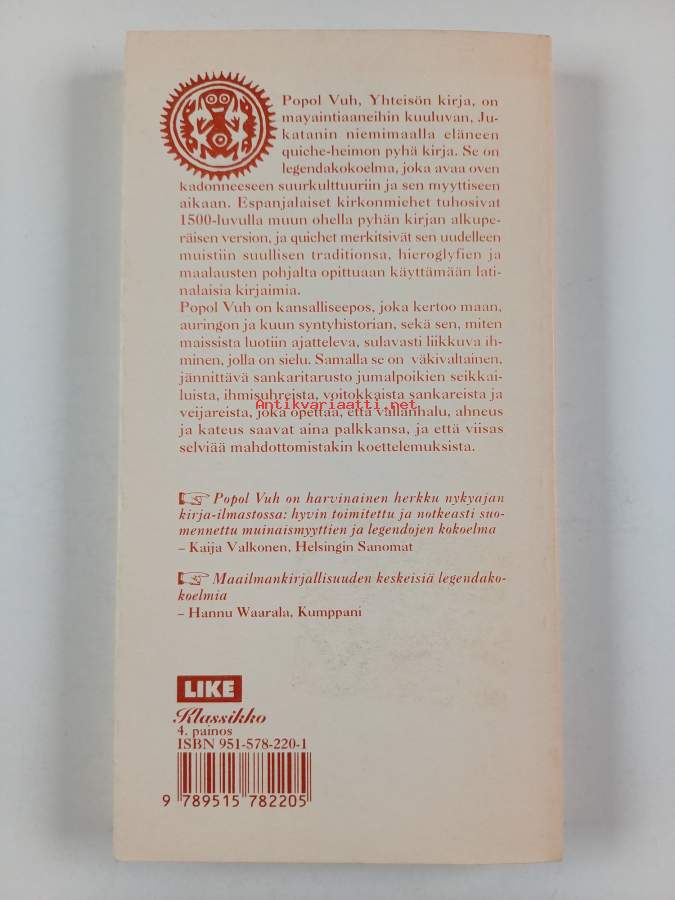 Popol Vuh, Yhteisön kirja, on
mayaintiaaneihin kuuluvan, Ju-
katanin niemimaalla eläneen
quiche-heimon pyhä kirja. Se on
legendakokoelma, joka avaa oven
kadonneeseen suurkulttuuriin ja sen myyttiseen
aikaan. Espanjalaiset kirkonmiehet tuhosivat
1500-luvulla muun ohella pyhän kirjan alkupe-
räisen version, ja quichet merkitsivät sen uudelleen
muistiin suullisen traditionsa, hieroglyfien ja
maalausten pohjalta opittuaan käyttämään lati-
nalaisia kirjaimia.
Popol Vuh on kansalliseepos, joka kertoo maan,
auringon ja kuun syntyhistorian, sekä sen, miten
maissista luotiin ajatteleva, sulavasti liikkuva ih-
minen, jolla on sielu. Samalla se on väkivaltainen,
jännittävä sankaritarusto jumalpoikien seikkai-
luista, ihmisuhreista, voitokkaista sankareista ja
Antikvariaatti.net
veijareista, joka opettaa, että vallanhalu, ahneus
ja kateus saavat aina palkkansa, ja että viisas
selviää mahdottomistakin koettelemuksista.
Popol Vuh on harvinainen herkku nykyajan
kirja-ilmastossa: hyvin toimitettu ja notkeasti suo-
mennettu muinaismyyttien ja legendojen kokoelma
– Kaija Valkonen, Helsingin Sanomat
Maailmankirjallisuuden keskeisiä legendako-
koelmia
– Hannu Waarala, Kumppani
LIKE
Klassikko
4. painos
ISBN 951-578-220-1
9 789515 782205